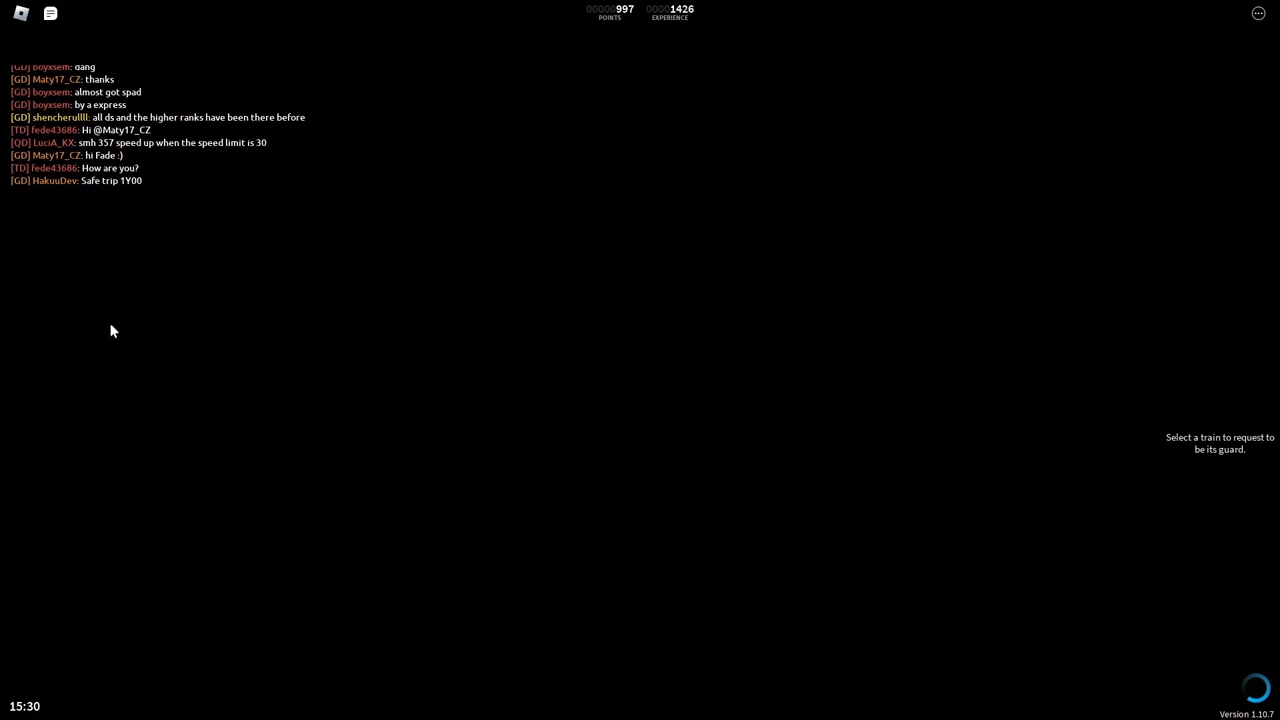 00000997
POINTS
00001426
EXPERIENCE
[GD] boyxsem: dang
[GD] Maty17_CZ: thanks
[GD] boyxsem: almost got spad
[GD] boyxsem: by a express
[GD] shencherullll: all ds and the higher ranks have been there before
[TD] fede43686: Hi @Maty17_CZ
[QD] LuciA_KX: smh 357 speed up when the speed limit is 30
[GD] Maty17_CZ: hi Fade :)
[TD] fede43686: How are you?
[GD] HakuuDev: Safe trip 1Y00
Select a train to request to
be its guard.
15:30
Version 1.10.7